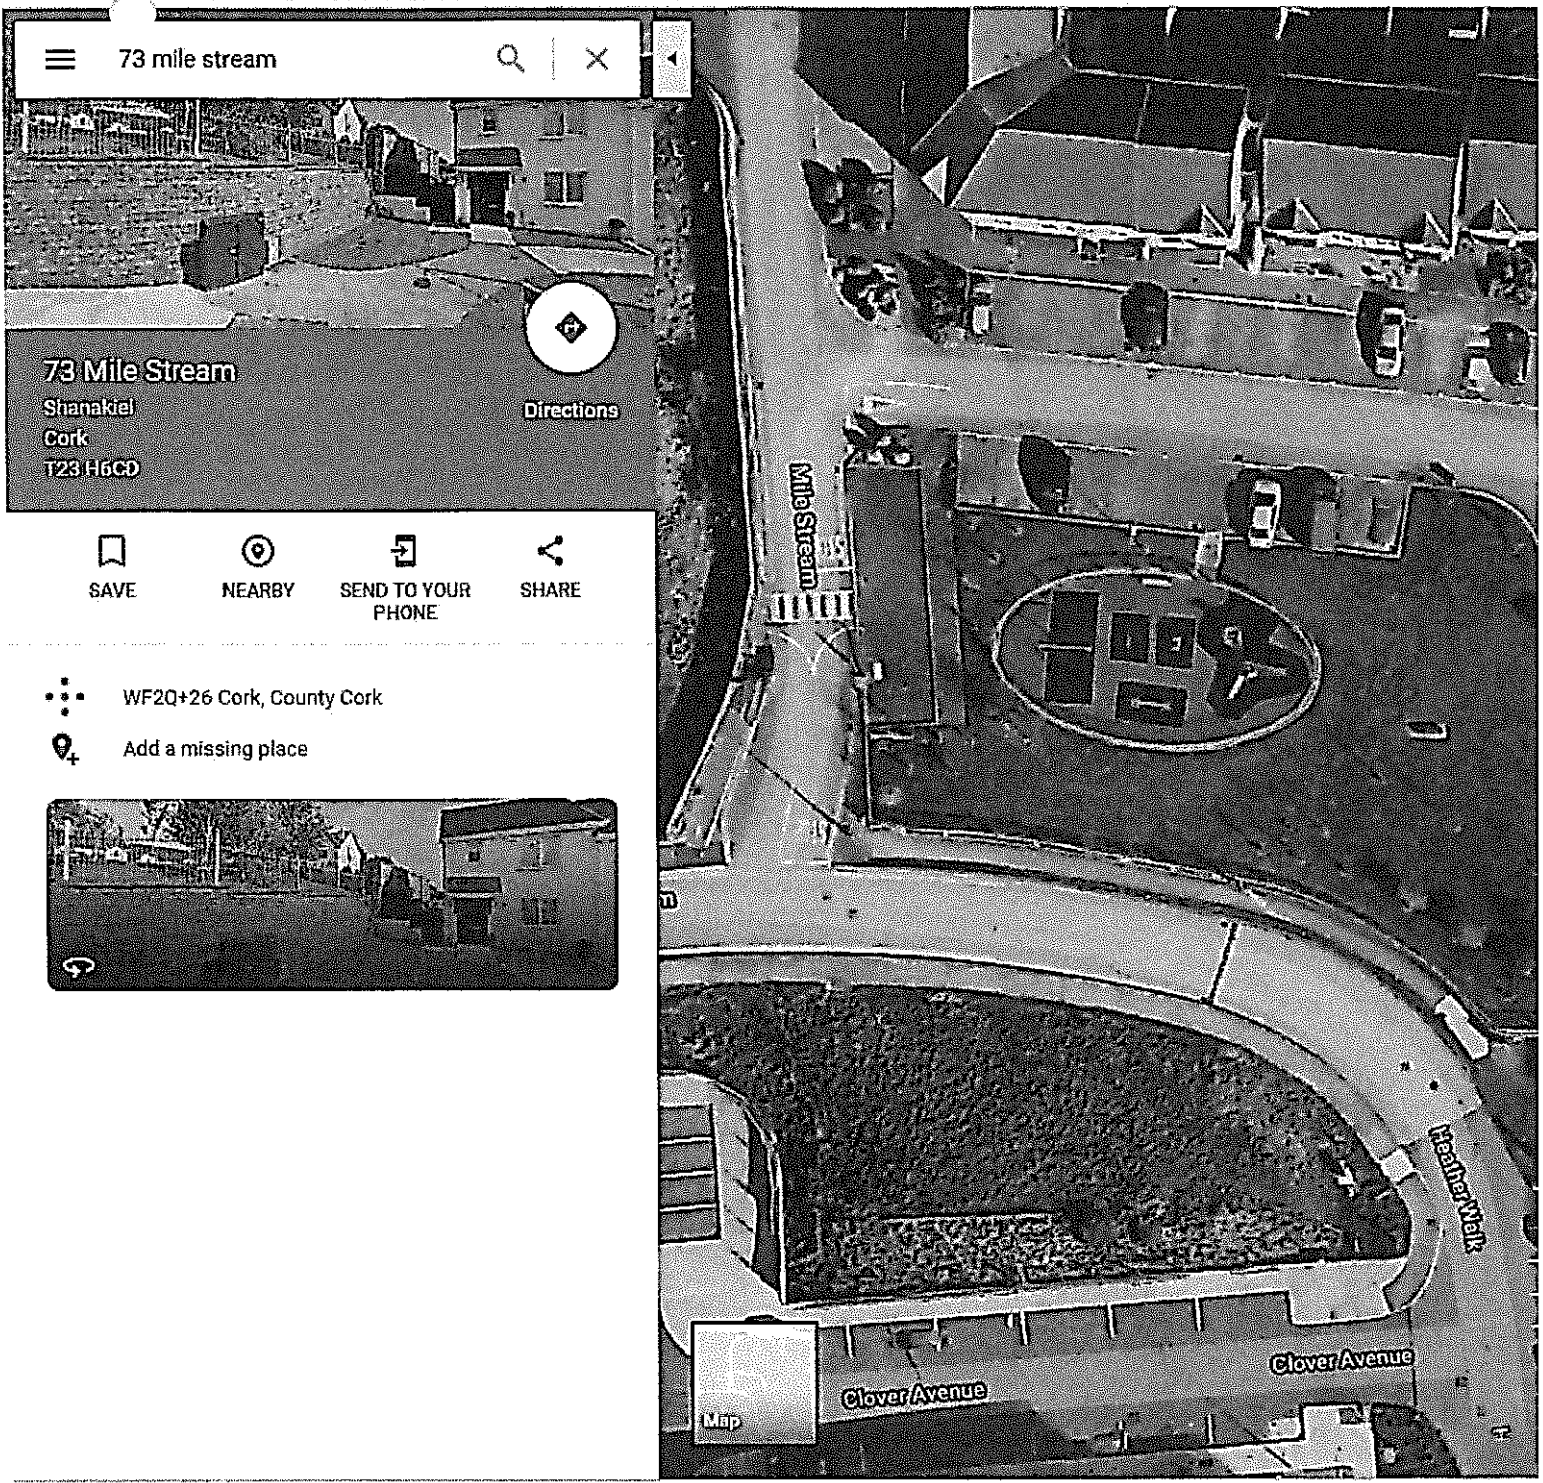 73 mile stream
73 Mile Stream
Shanakiel
Cork
T23 H6CD
Directions
SAVE
NEARBY
SEND TO YOUR
PHONE
SHARE
WF2Q+26 Cork, County Cork
Add a missing place
Mile Stream
m
Heather Walk
Clover Avenue
Clover Avenue
Map
H